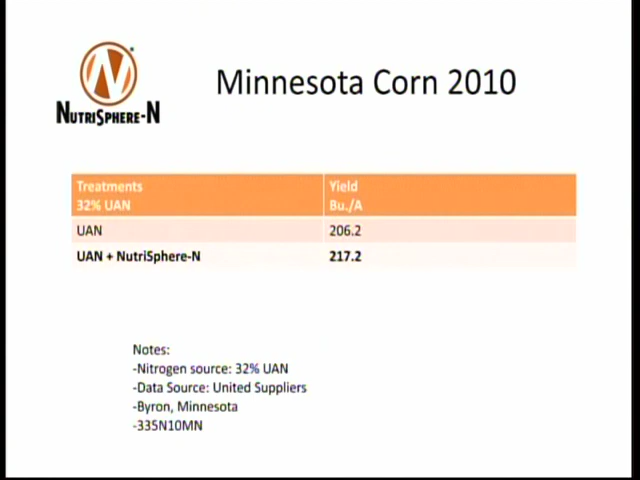 NUTRISPHERE-N
Minnesota Corn 2010
Treatments
32% UAN
Yield
Bu./A
UAN
206.2
UAN + NutriSphere-N
217.2
Notes:
-Nitrogen source: 32% UAN
-Data Source: United Suppliers
-Byron, Minnesota
-335N10MN